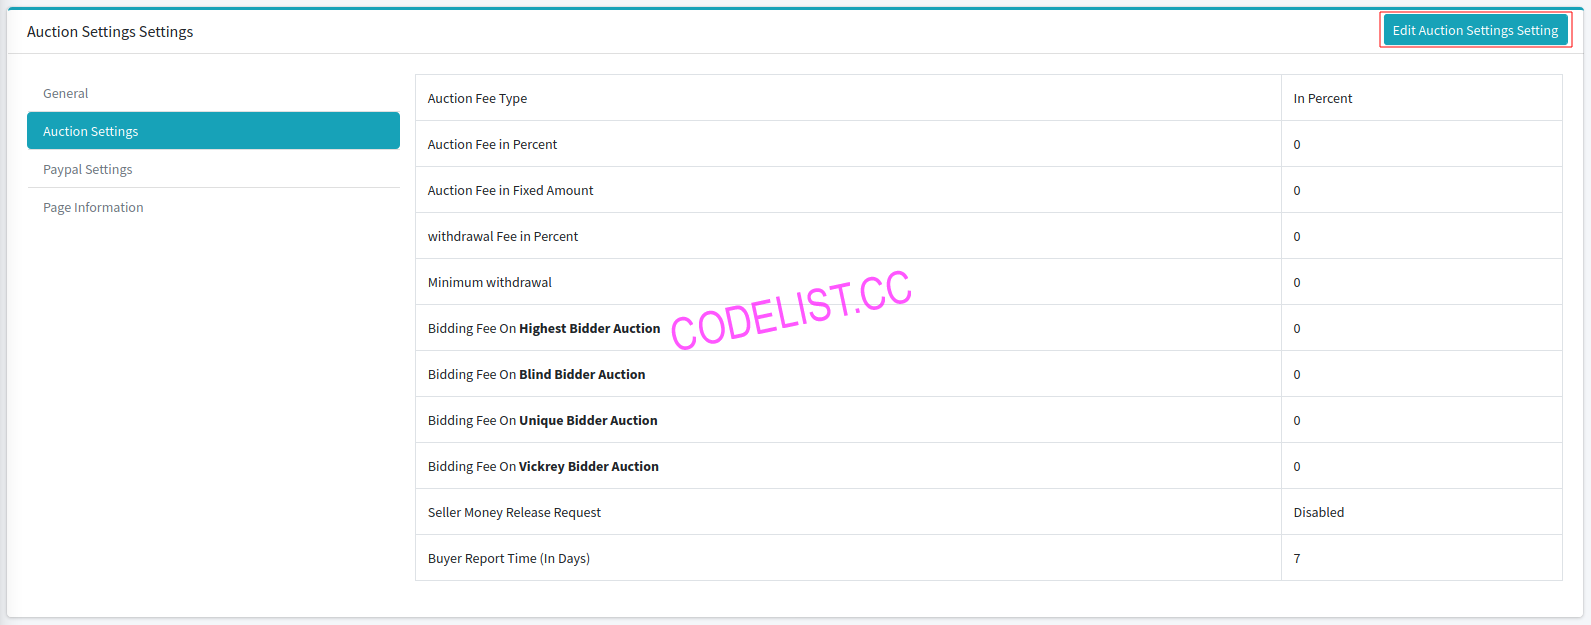 Auction Settings Settings
Edit Auction Settings Setting
General
Auction Settings
Paypal Settings
Page Information
Auction Fee Type In Percent
Auction Fee in Percent 0
Auction Fee in Fixed Amount 0
withdrawal Fee in Percent 0
Minimum withdrawal 0
Bidding Fee On Highest Bidder Auction 0
Bidding Fee On Blind Bidder Auction 0
Bidding Fee On Unique Bidder Auction 0
Bidding Fee On Vickrey Bidder Auction 0
Seller Money Release Request Disabled
Buyer Report Time (In Days) 7
CODELIST.CC